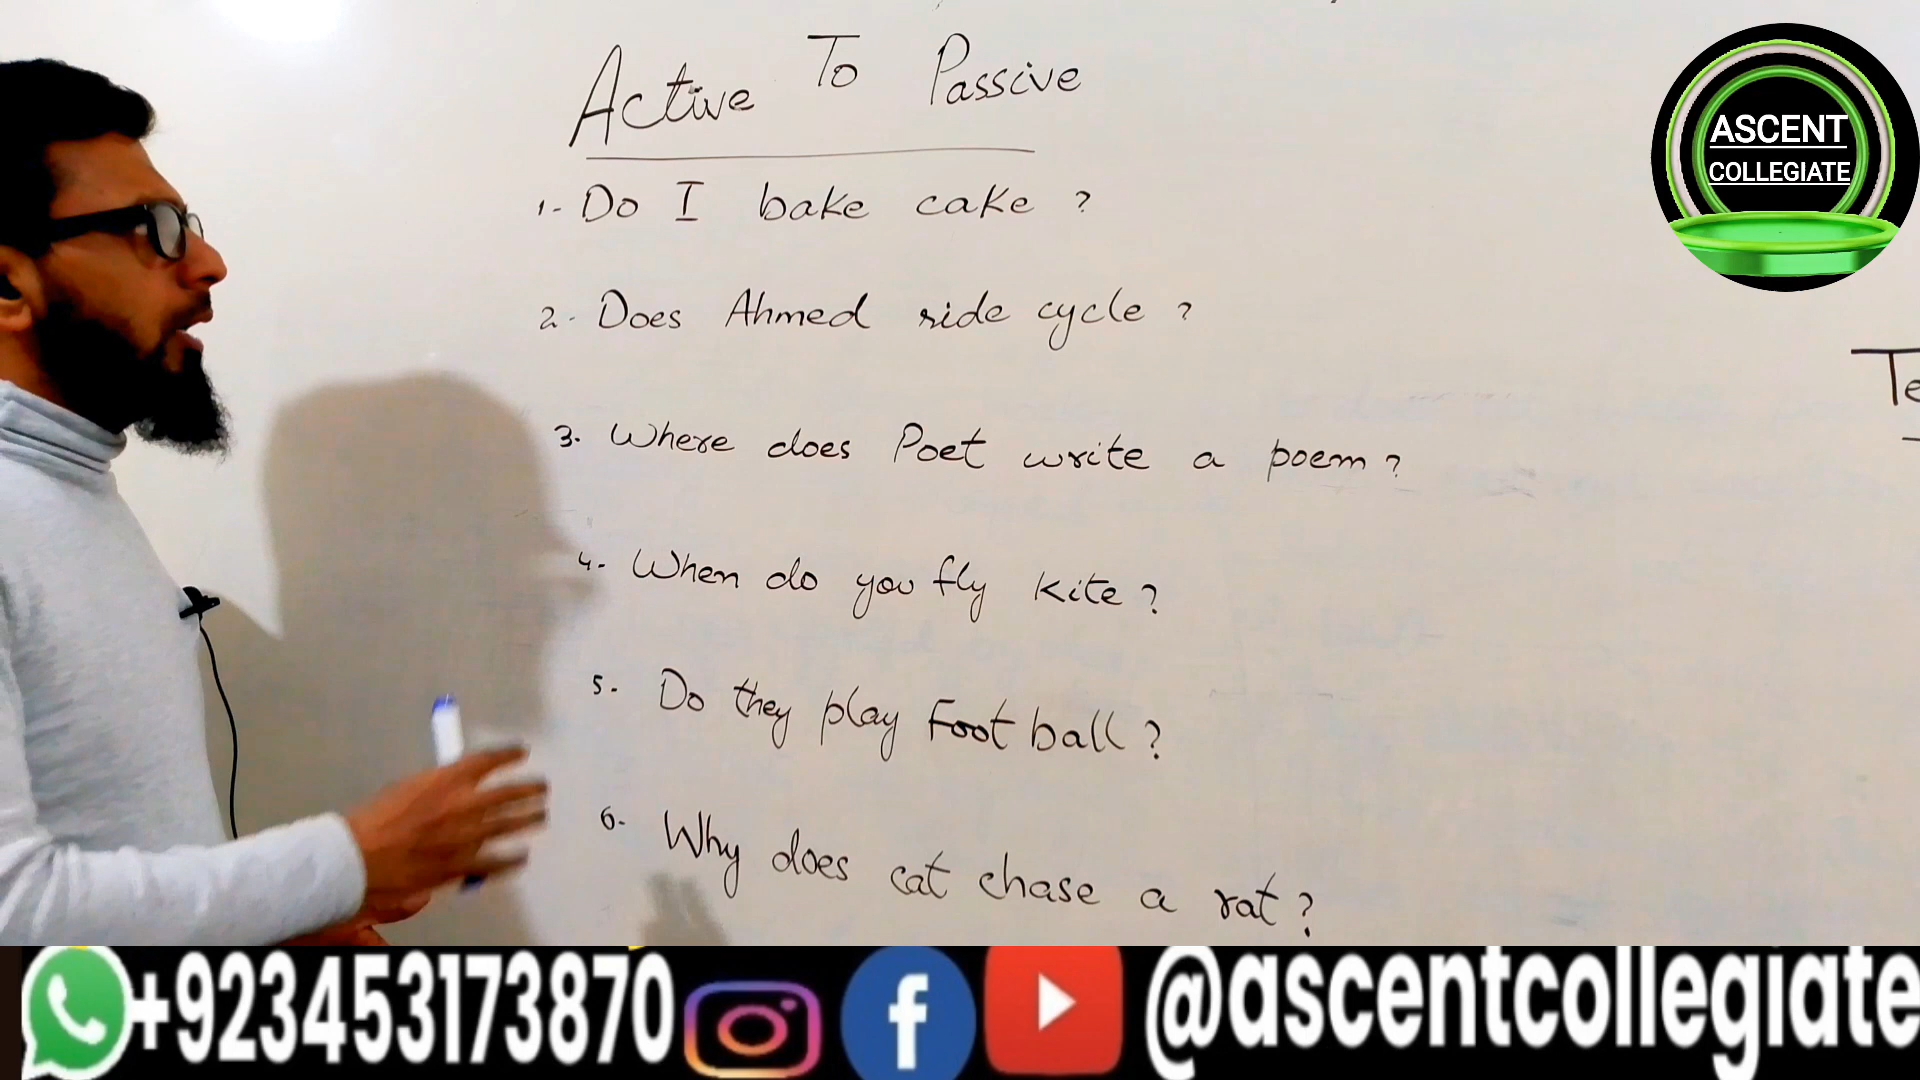 Active To Passive
1- Do I bake cake ?
2- Does Ahmed ride cycle ?
3- Where does Poet write a poem ?
4- When do you fly kite ?
5- Do they play Foot ball ?
6- Why does cat chase a rat ?
Te
ASCENT
COLLEGIATE
+923453173870
@ascentcollegiate